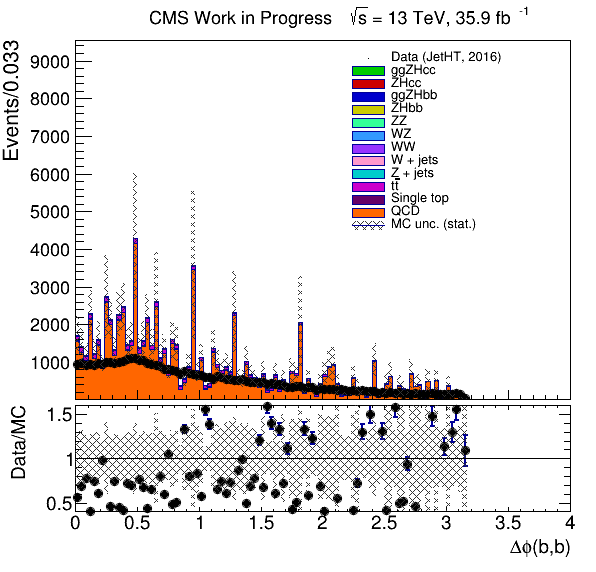 CMS Work in Progress √s = 13 TeV, 35.9 fb -1
Events/0.033
9000
8000
7000
6000
5000
4000
3000
2000
1000
Data (JetHT, 2016)
ggZHcc
ZHcc
ggZHbb
ZHbb
ZZ
WZ
WW
W + jets
Z + jets
tt̄
Single top
QCD
MC unc. (stat.)
Data/MC
1.5
1
0.5
0 0.5 1 1.5 2 2.5 3 3.5 4
Δϕ(b,b)